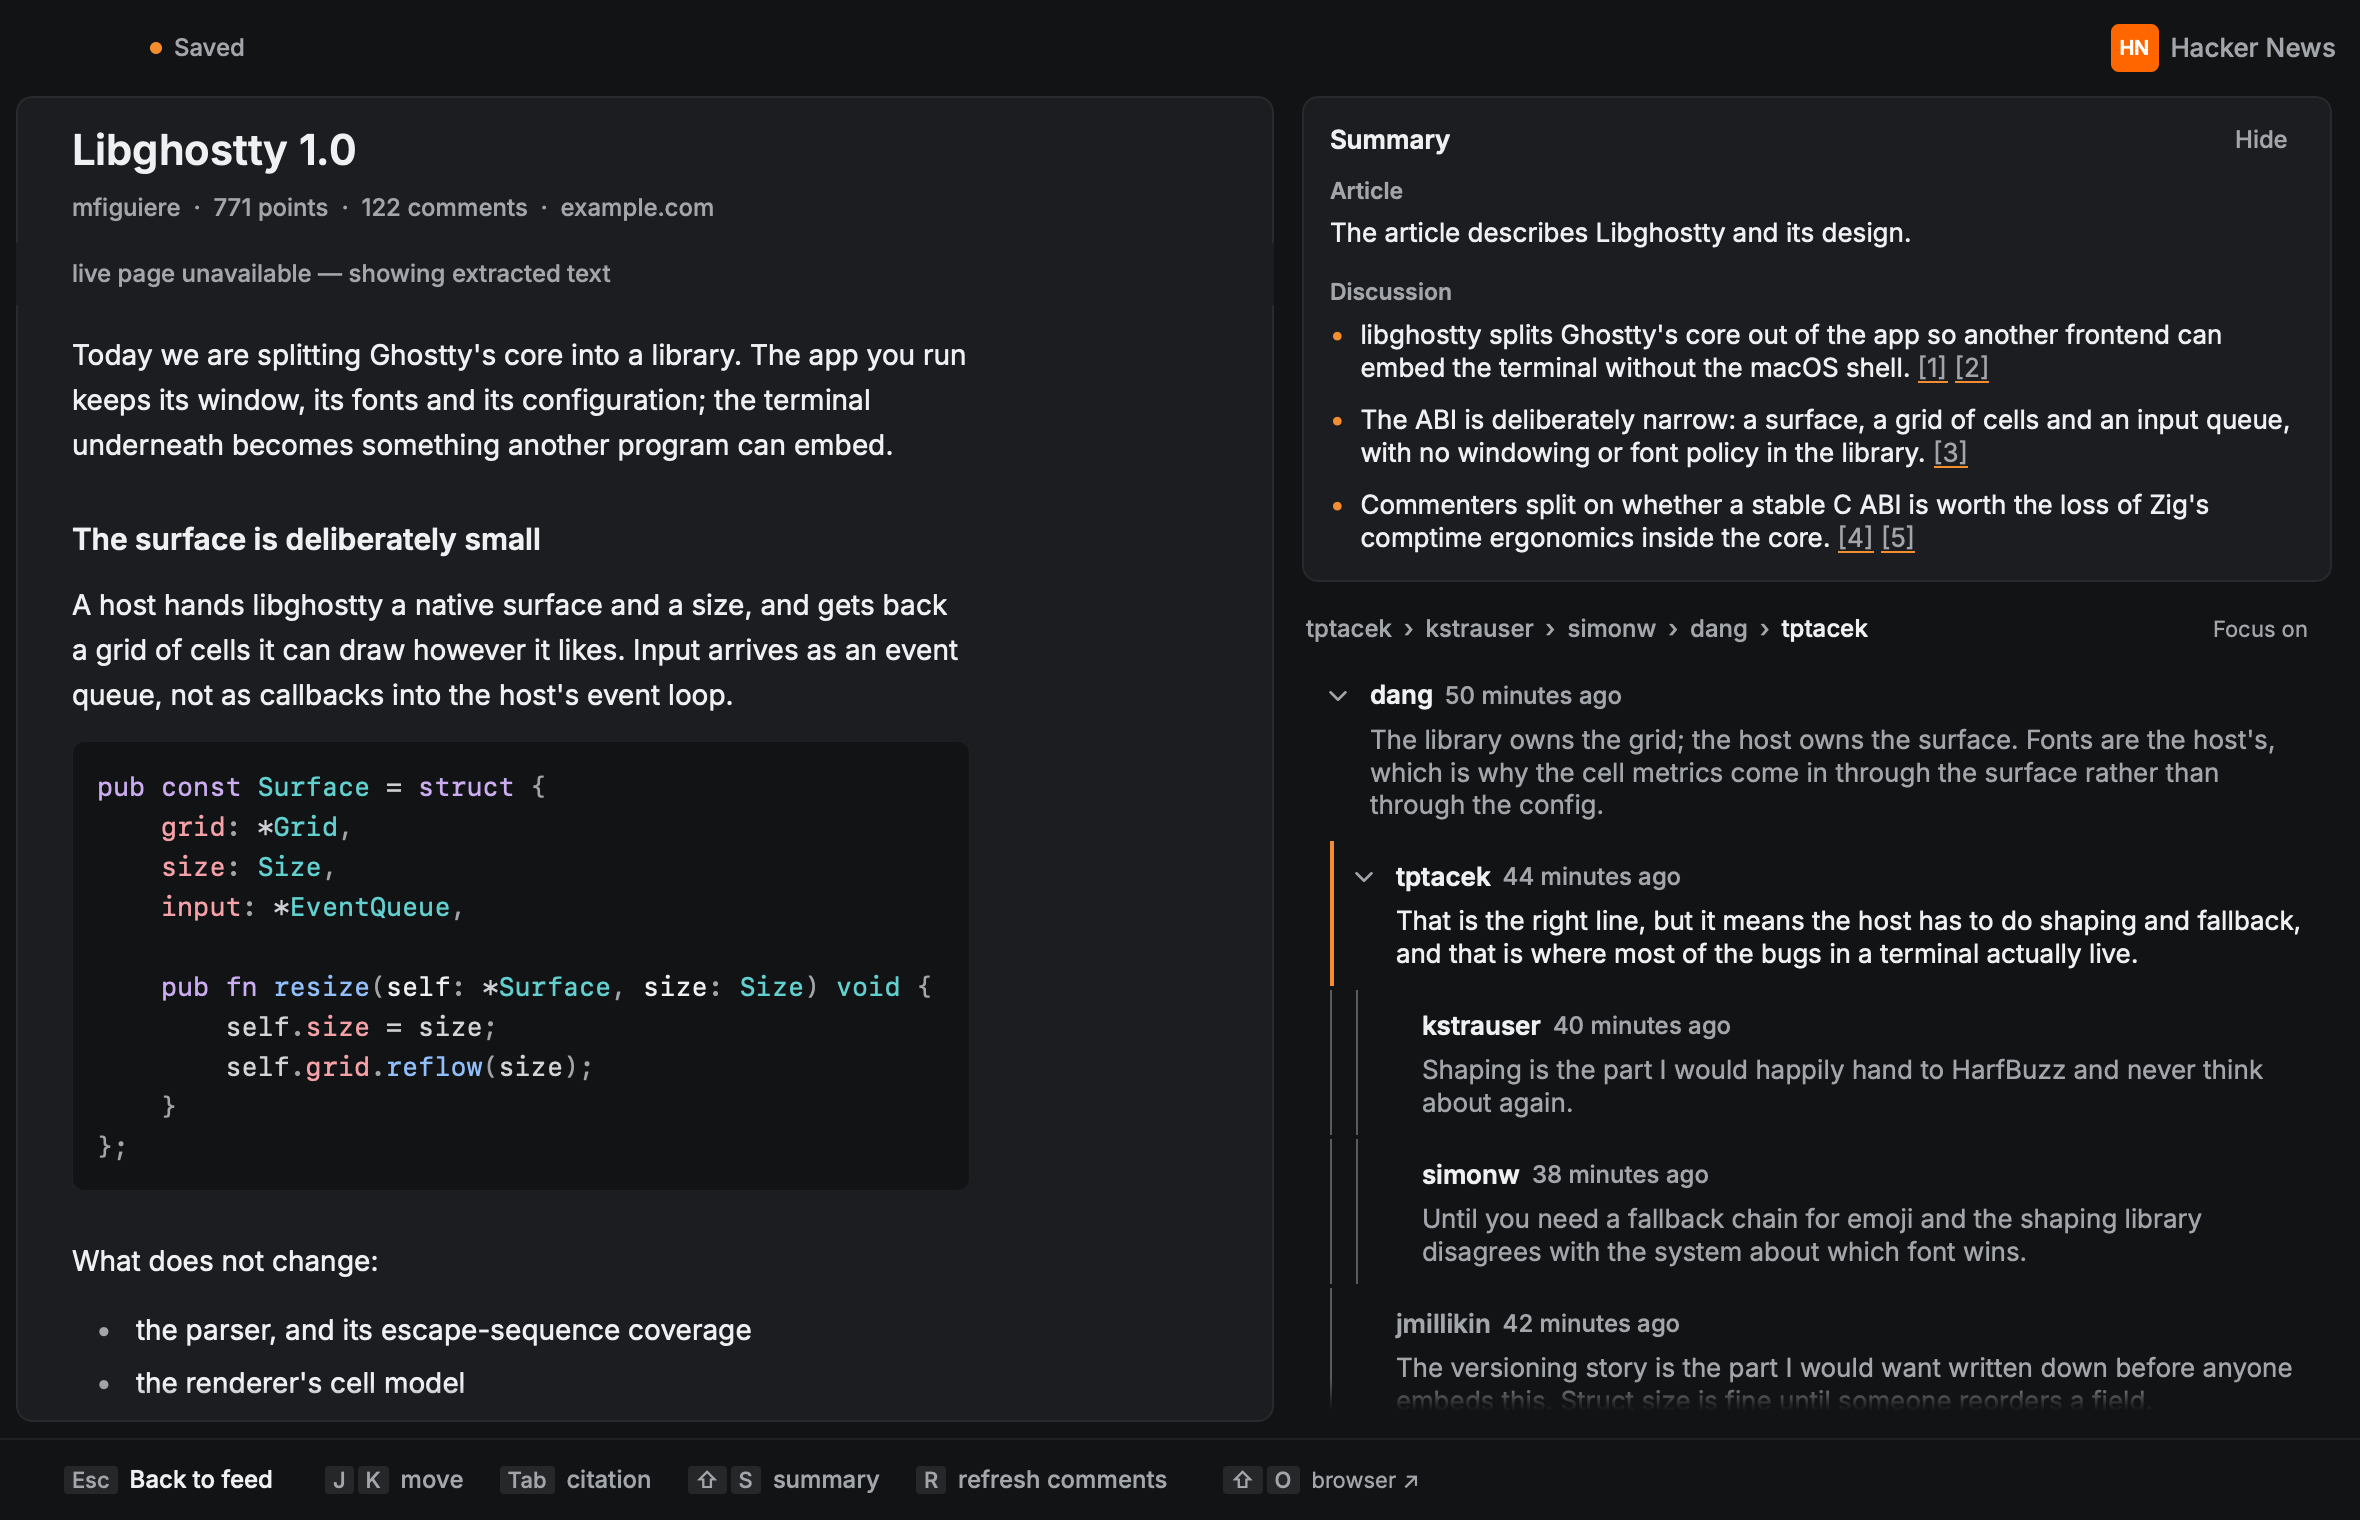 Saved
HN Hacker News
Libghostty 1.0
mfiguiere · 771 points · 122 comments · example.com
live page unavailable — showing extracted text
Today we are splitting Ghostty's core into a library. The app you run
keeps its window, its fonts and its configuration; the terminal
underneath becomes something another program can embed.
The surface is deliberately small
A host hands libghostty a native surface and a size, and gets back
a grid of cells it can draw however it likes. Input arrives as an event
queue, not as callbacks into the host's event loop.
pub const Surface = struct {
    grid: *Grid,
    size: Size,
    input: *EventQueue,
    pub fn resize(self: *Surface, size: Size) void {
        self.size = size;
        self.grid.reflow(size);
    }
};
What does not change:
• the parser, and its escape-sequence coverage
• the renderer's cell model
Summary
Hide
Article
The article describes Libghostty and its design.
Discussion
• libghostty splits Ghostty's core out of the app so another frontend can
embed the terminal without the macOS shell. [1] [2]
• The ABI is deliberately narrow: a surface, a grid of cells and an input queue,
with no windowing or font policy in the library. [3]
• Commenters split on whether a stable C ABI is worth the loss of Zig's
comptime ergonomics inside the core. [4] [5]
tptacek › kstrauser › simonw › dang › tptacek
Focus on
dang 50 minutes ago
The library owns the grid; the host owns the surface. Fonts are the host's,
which is why the cell metrics come in through the surface rather than
through the config.
tptacek 44 minutes ago
That is the right line, but it means the host has to do shaping and fallback,
and that is where most of the bugs in a terminal actually live.
kstrauser 40 minutes ago
Shaping is the part I would happily hand to HarfBuzz and never think
about again.
simonw 38 minutes ago
Until you need a fallback chain for emoji and the shaping library
disagrees with the system about which font wins.
jmillikin 42 minutes ago
The versioning story is the part I would want written down before anyone
embeds this. Struct size is fine until someone reorders a field.
Esc Back to feed J K move Tab citation ⇧ S summary R refresh comments ⇧ O browser ↗